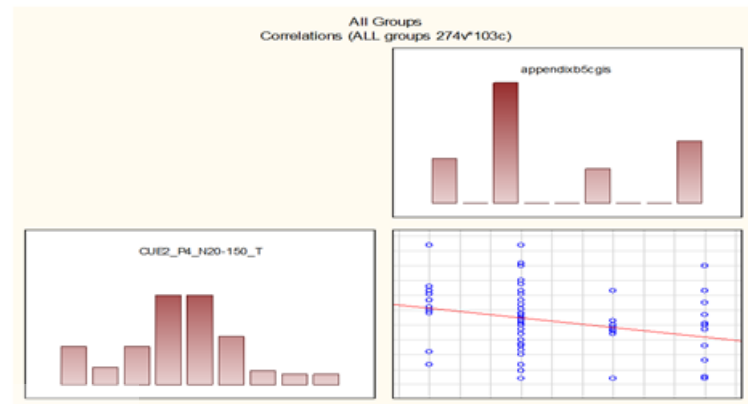 All Groups
Correlations (ALL groups 274v*103c)
appendixb5cgis
CUE2_P4_N20-150_T